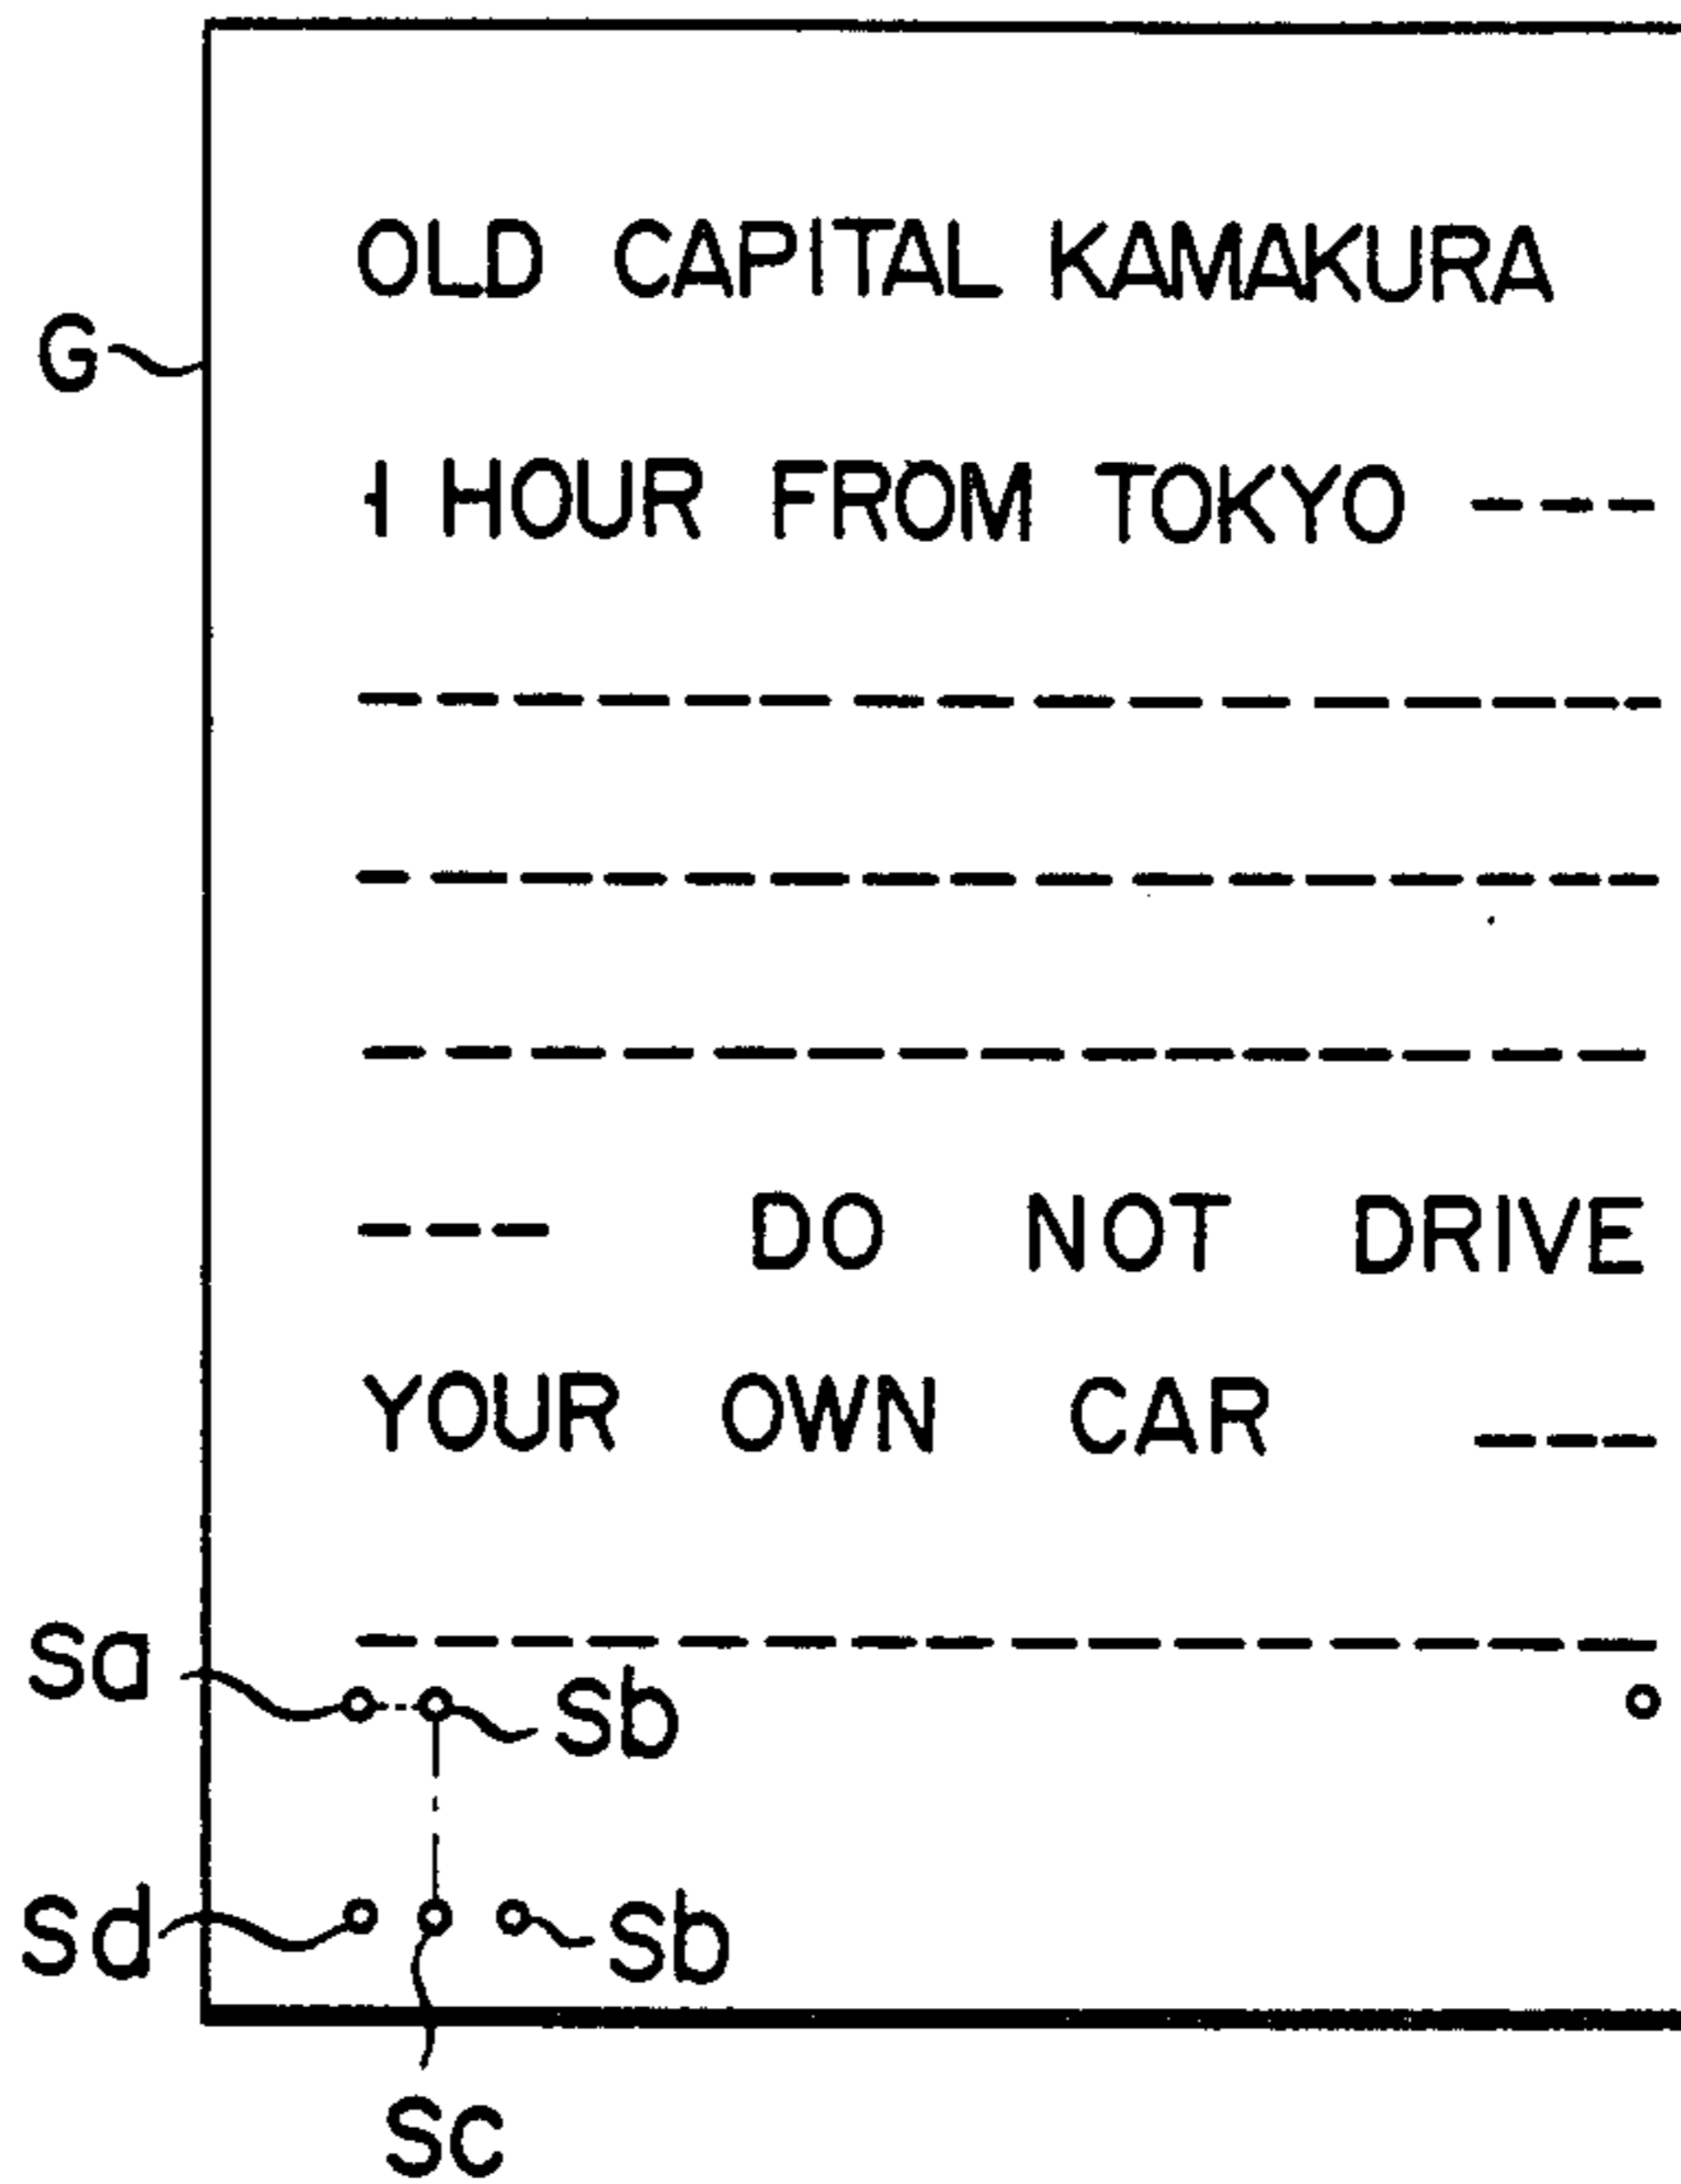 OLD CAPITAL KAMAKURA
G
1 HOUR FROM TOKYO ---
--- DO NOT DRIVE
YOUR OWN CAR ---
Sa
Sb
Sd
Sb
Sc